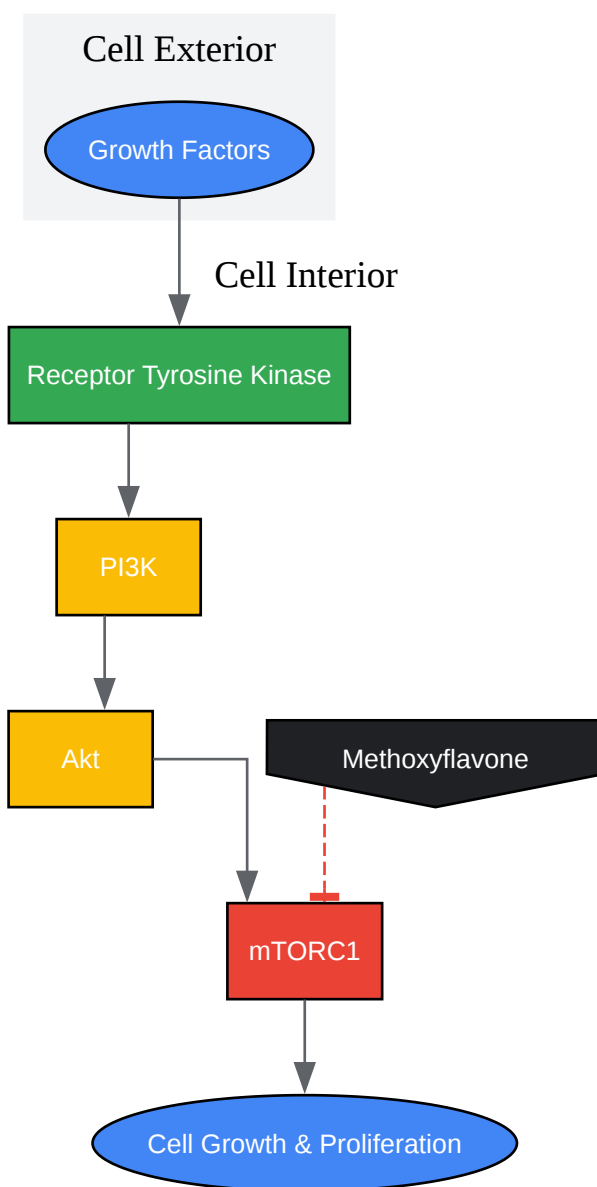 Cell Exterior
Growth Factors
Cell Interior
Receptor Tyrosine Kinase
PI3K
Akt
Methoxyflavone
mTORC1
Cell Growth & Proliferation